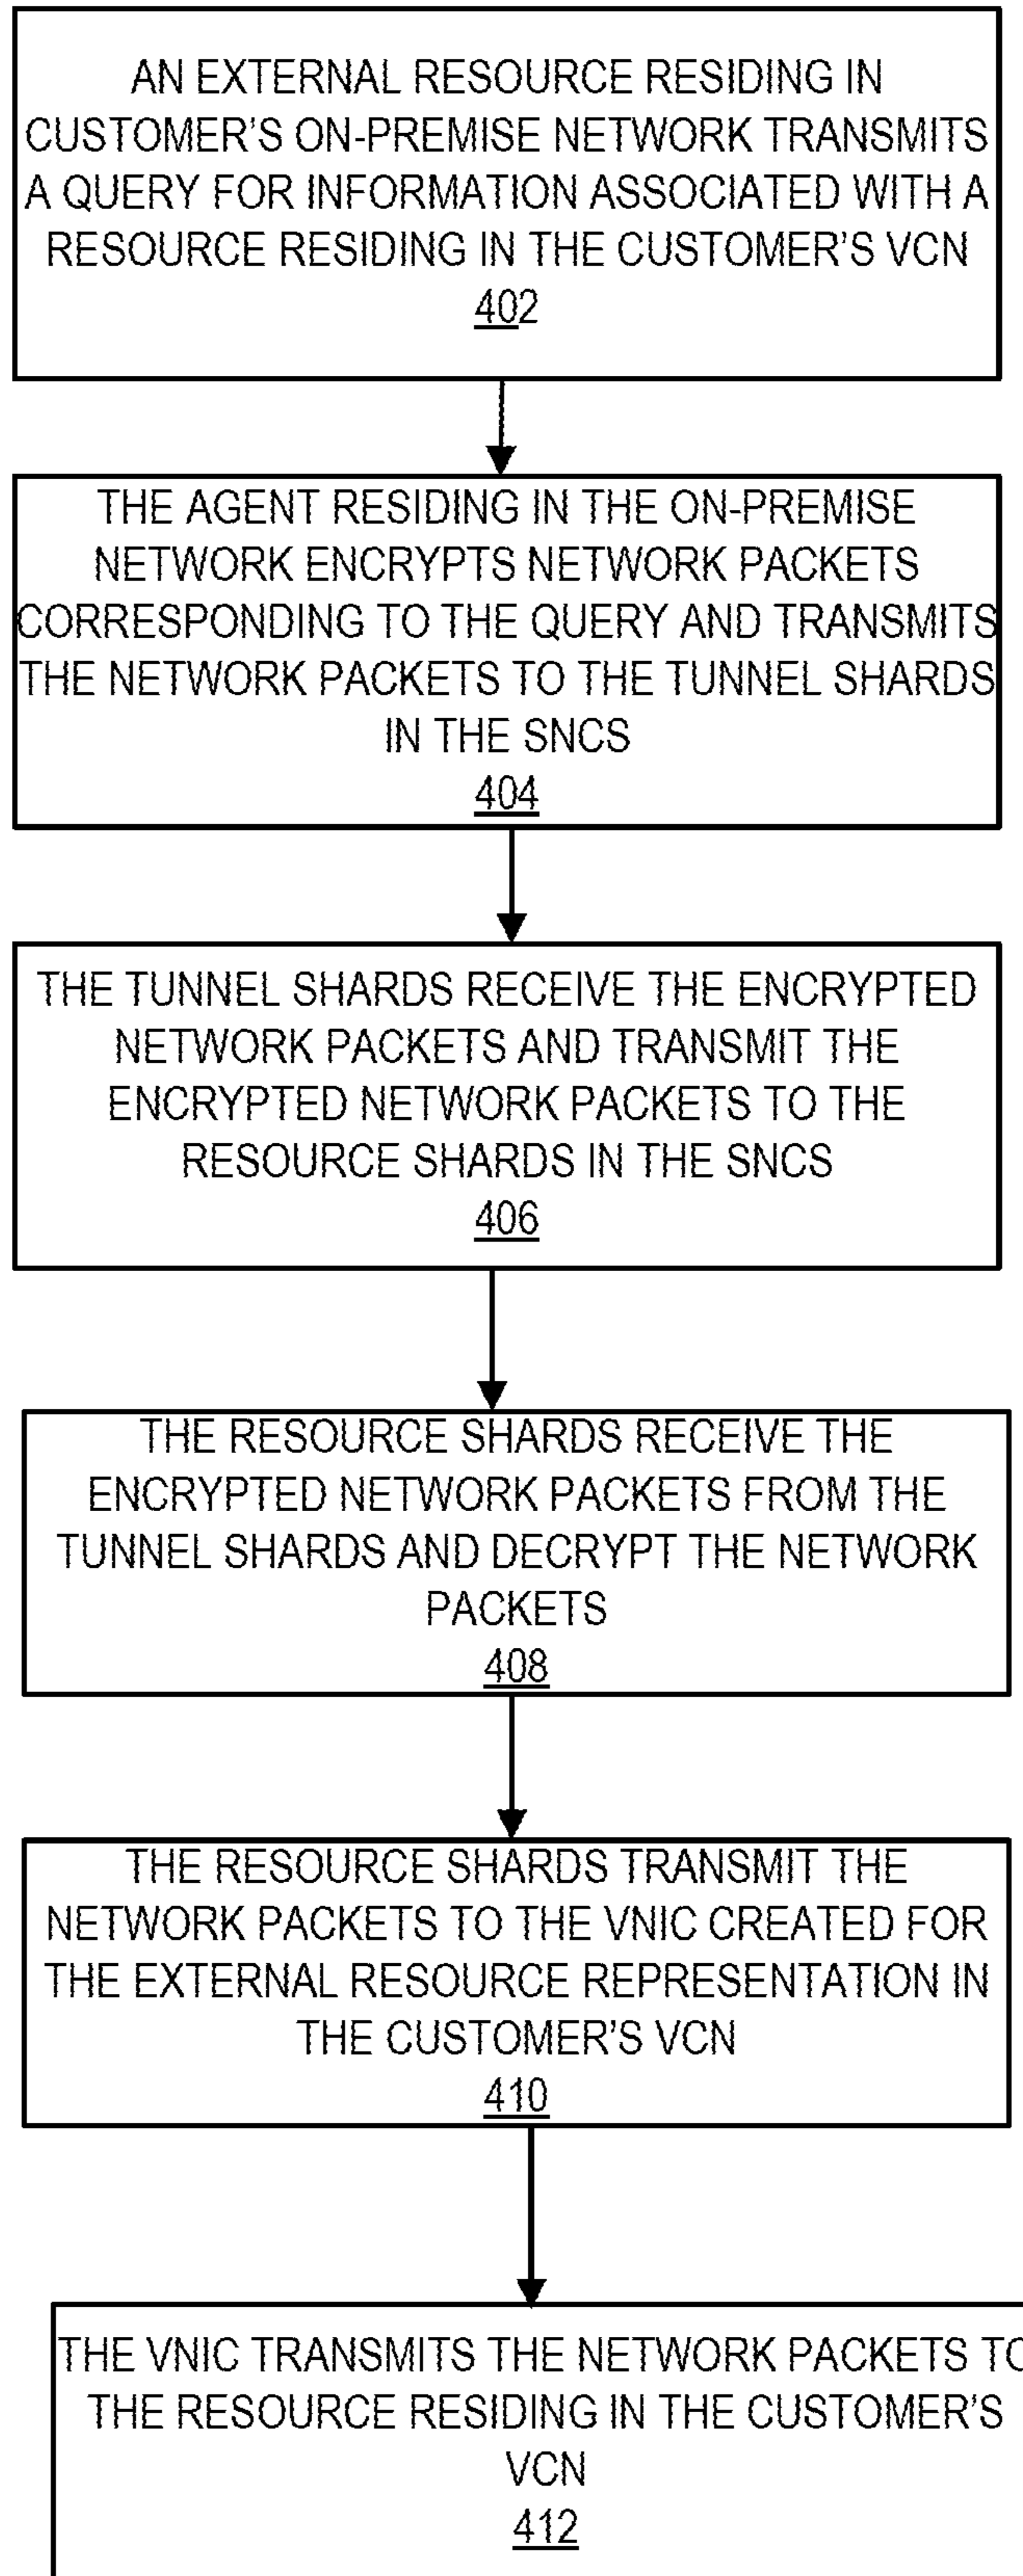 AN EXTERNAL RESOURCE RESIDING IN
CUSTOMER'S ON-PREMISE NETWORK TRANSMITS
A QUERY FOR INFORMATION ASSOCIATED WITH A
RESOURCE RESIDING IN THE CUSTOMER'S VCN
402
THE AGENT RESIDING IN THE ON-PREMISE
NETWORK ENCRYPTS NETWORK PACKETS
CORRESPONDING TO THE QUERY AND TRANSMITS
THE NETWORK PACKETS TO THE TUNNEL SHARDS
IN THE SNCS
404
THE TUNNEL SHARDS RECEIVE THE ENCRYPTED
NETWORK PACKETS AND TRANSMIT THE
ENCRYPTED NETWORK PACKETS TO THE
RESOURCE SHARDS IN THE SNCS
406
THE RESOURCE SHARDS RECEIVE THE
ENCRYPTED NETWORK PACKETS FROM THE
TUNNEL SHARDS AND DECRYPT THE NETWORK
PACKETS
408
THE RESOURCE SHARDS TRANSMIT THE
NETWORK PACKETS TO THE VNIC CREATED FOR
THE EXTERNAL RESOURCE REPRESENTATION IN
THE CUSTOMER'S VCN
410
THE VNIC TRANSMITS THE NETWORK PACKETS TO
THE RESOURCE RESIDING IN THE CUSTOMER'S
VCN
412